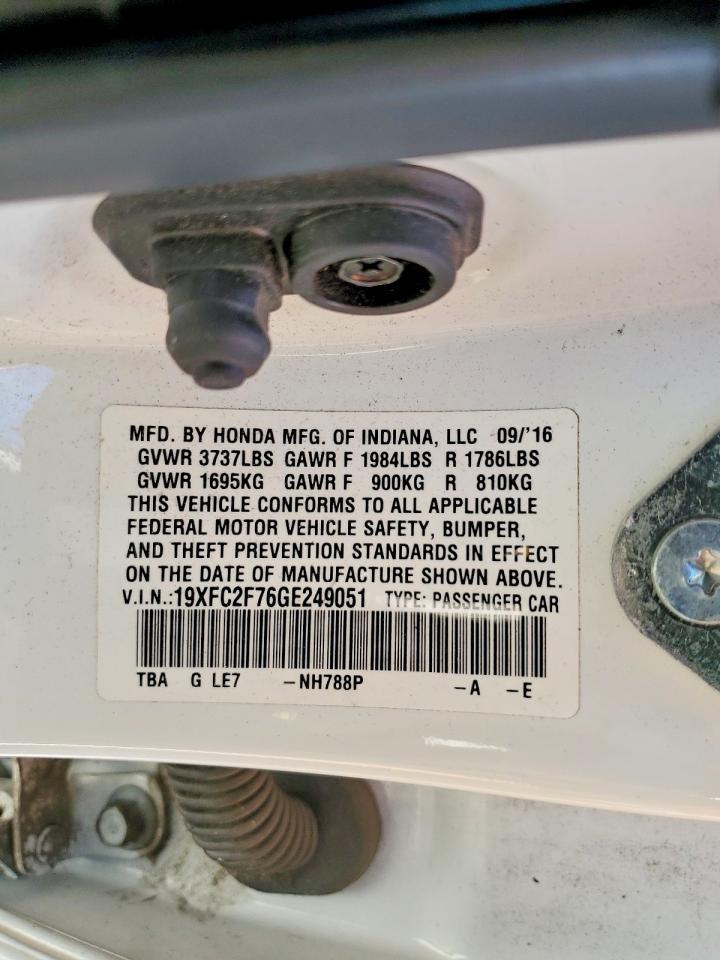 MFD. BY HONDA MFG. OF INDIANA, LLC 09/'16
GVWR 3737LBS GAWR F 1984LBS R 1786LBS
GVWR 1695KG GAWR F 900KG R 810KG
THIS VEHICLE CONFORMS TO ALL APPLICABLE
FEDERAL MOTOR VEHICLE SAFETY, BUMPER,
AND THEFT PREVENTION STANDARDS IN EFFECT
ON THE DATE OF MANUFACTURE SHOWN ABOVE.
V.I.N.:19XFC2F76GE249051 TYPE: PASSENGER CAR
TBA G LE7 -NH788P -A -E